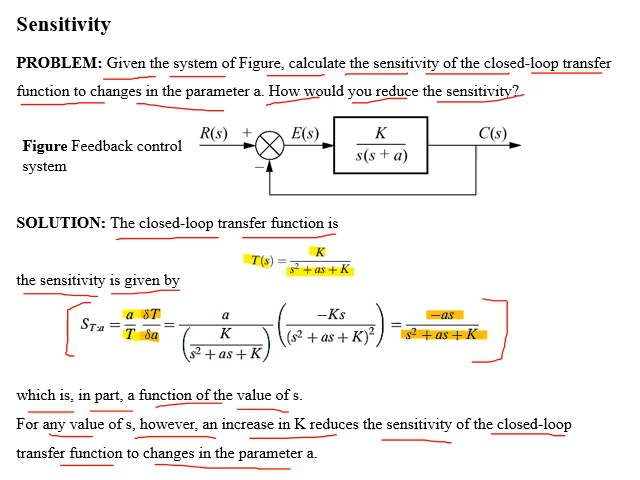 Sensitivity
PROBLEM: Given the system of Figure, calculate the sensitivity of the closed-loop transfer
function to changes in the parameter a. How would you reduce the sensitivity?
R(s) + E(s) K C(s)
s(s + a)
−
Figure Feedback control
system
SOLUTION: The closed-loop transfer function is
T(s) = K / (s² + as + K)
the sensitivity is given by
S_T:a = a/T δT/δa = a / (K / (s² + as + K)) (−Ks / (s² + as + K)²) = −as / (s² + as + K)
which is, in part, a function of the value of s.
For any value of s, however, an increase in K reduces the sensitivity of the closed-loop
transfer function to changes in the parameter a.